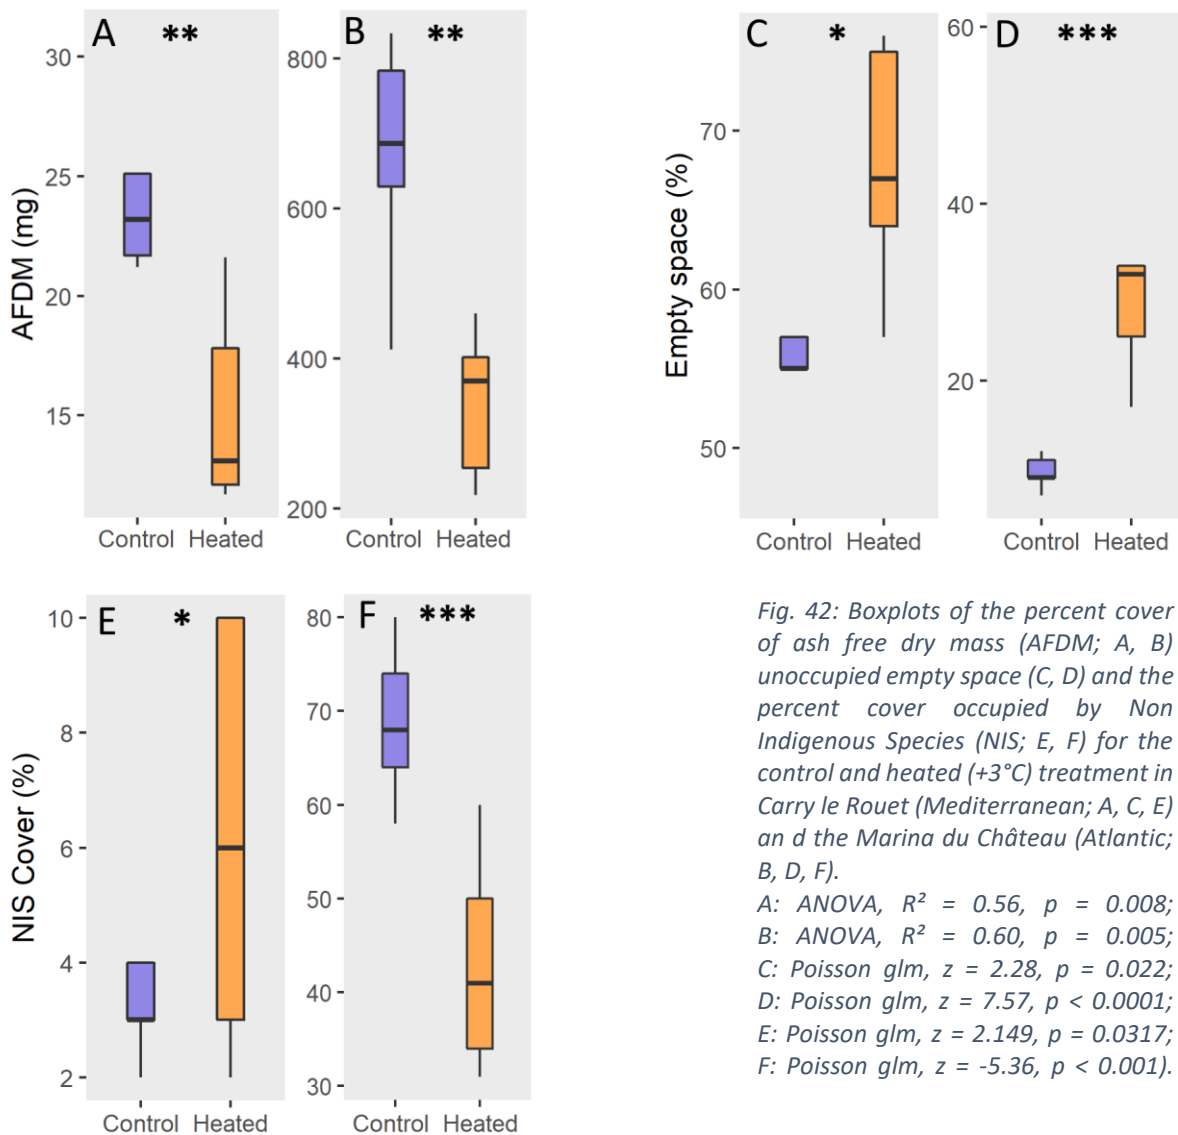 A **
30
25
20
15
AFDM (mg)
Control Heated
B **
800
600
400
200
Control Heated
C *
70
60
50
Empty space (%)
Control Heated
D ***
60
40
20
Control Heated
E *
10
8
6
4
2
NIS Cover (%)
Control Heated
F ***
80
70
60
50
40
30
Control Heated
Fig. 42: Boxplots of the percent cover
of ash free dry mass (AFDM; A, B)
unoccupied empty space (C, D) and the
percent cover occupied by Non
Indigenous Species (NIS; E, F) for the
control and heated (+3°C) treatment in
Carry le Rouet (Mediterranean; A, C, E)
an d the Marina du Château (Atlantic;
B, D, F).
A: ANOVA, R² = 0.56, p = 0.008;
B: ANOVA, R² = 0.60, p = 0.005;
C: Poisson glm, z = 2.28, p = 0.022;
D: Poisson glm, z = 7.57, p < 0.0001;
E: Poisson glm, z = 2.149, p = 0.0317;
F: Poisson glm, z = -5.36, p < 0.001).